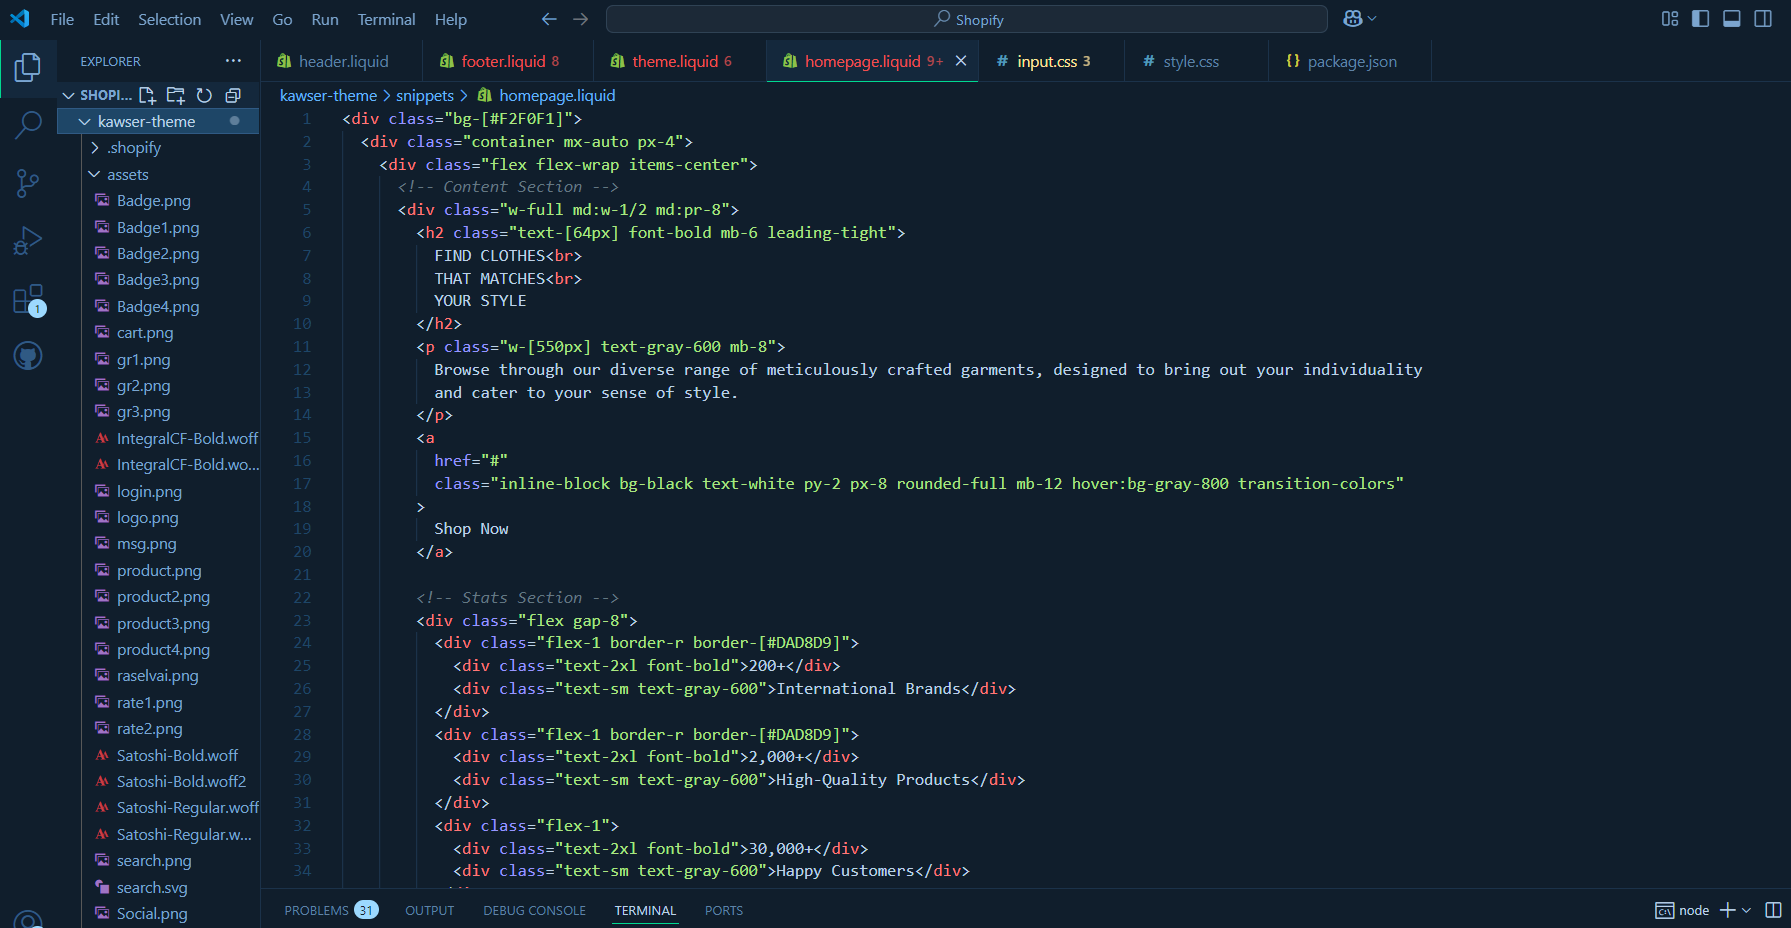 File Edit Selection View Go Run Terminal Help
Shopify
EXPLORER
header.liquid
footer.liquid 8
theme.liquid 6
homepage.liquid 9+
# input.css 3
# style.css
{} package.json
SHOPI...
kawser-theme > snippets > homepage.liquid
kawser-theme
.shopify
assets
Badge.png
Badge1.png
Badge2.png
Badge3.png
Badge4.png
cart.png
gr1.png
gr2.png
gr3.png
IntegralCF-Bold.woff
IntegralCF-Bold.wo...
login.png
logo.png
msg.png
product.png
product2.png
product3.png
product4.png
raselvai.png
rate1.png
rate2.png
Satoshi-Bold.woff
Satoshi-Bold.woff2
Satoshi-Regular.woff
Satoshi-Regular.w...
search.png
search.svg
Social.png
1
1 <div class="bg-[#F2F0F1]">
2 <div class="container mx-auto px-4">
3 <div class="flex flex-wrap items-center">
4 <!-- Content Section -->
5 <div class="w-full md:w-1/2 md:pr-8">
6 <h2 class="text-[64px] font-bold mb-6 leading-tight">
7 FIND CLOTHES<br>
8 THAT MATCHES<br>
9 YOUR STYLE
10 </h2>
11 <p class="w-[550px] text-gray-600 mb-8">
12 Browse through our diverse range of meticulously crafted garments, designed to bring out your individuality
13 and cater to your sense of style.
14 </p>
15 <a
16 href="#"
17 class="inline-block bg-black text-white py-2 px-8 rounded-full mb-12 hover:bg-gray-800 transition-colors"
18 >
19 Shop Now
20 </a>
21
22 <!-- Stats Section -->
23 <div class="flex gap-8">
24 <div class="flex-1 border-r border-[#DAD8D9]">
25 <div class="text-2xl font-bold">200+</div>
26 <div class="text-sm text-gray-600">International Brands</div>
27 </div>
28 <div class="flex-1 border-r border-[#DAD8D9]">
29 <div class="text-2xl font-bold">2,000+</div>
30 <div class="text-sm text-gray-600">High-Quality Products</div>
31 </div>
32 <div class="flex-1">
33 <div class="text-2xl font-bold">30,000+</div>
34 <div class="text-sm text-gray-600">Happy Customers</div>
PROBLEMS 31 OUTPUT DEBUG CONSOLE TERMINAL PORTS
node